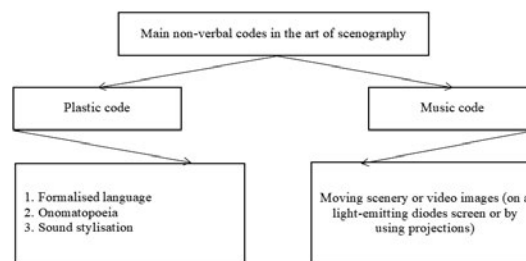 Main non-verbal codes in the art of scenography
Plastic code
Music code
1. Formalised language
2. Onomatopoeia
3. Sound stylisation
Moving scenery or video images (on a
light-emitting diodes screen or by
using projections)